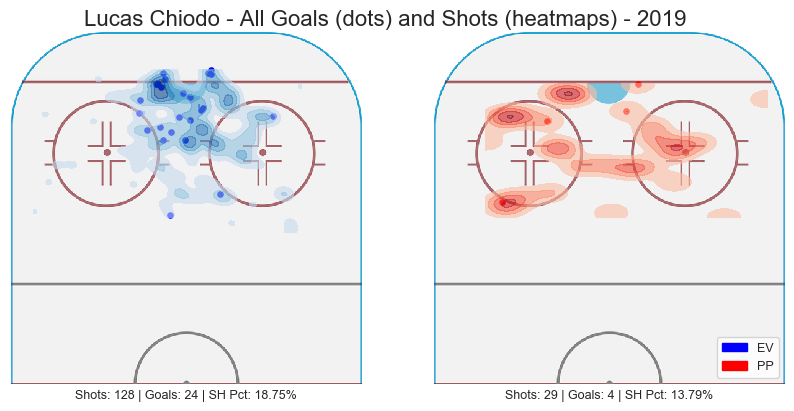 Lucas Chiodo - All Goals (dots) and Shots (heatmaps) - 2019
EV
PP
Shots: 128 | Goals: 24 | SH Pct: 18.75%
Shots: 29 | Goals: 4 | SH Pct: 13.79%